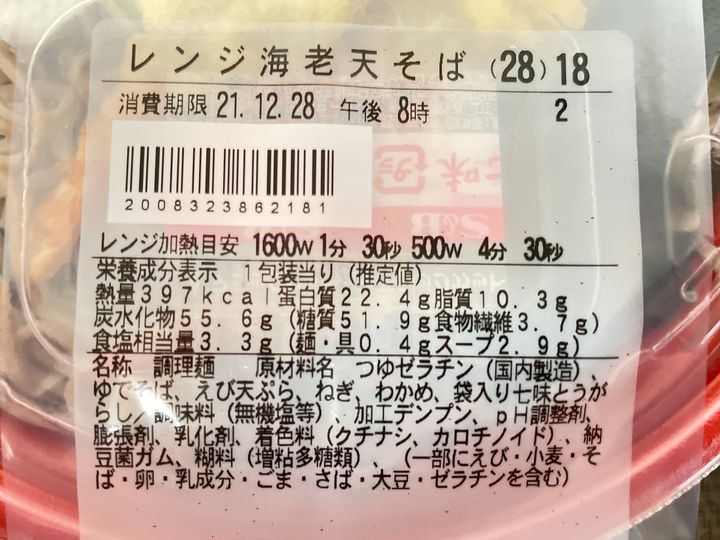 レンジ海老天そば (28) 18
消費期限 21.12.28 午後 8時 2
2008323862181
レンジ加熱目安 1600W 1分 30秒 500W 4分 30秒
栄養成分表示 1包装当り(推定値)
熱量397kcal蛋白質22.4g脂質10.3g
炭水化物55.6g(糖質51.9g食物繊維3.7g)
食塩相当量3.3g(麺・具0.4gスープ2.9g)
名称 調理麺 原材料名 つゆゼラチン(国内製造)、
ゆでそば、えび天ぷら、ねぎ、わかめ、袋入り七味とうが
らし/調味料(無機塩等)、加工デンプン、pH調整剤、
膨張剤、乳化剤、着色料(クチナシ、カロチノイド)、納
豆菌ガム、糊料(増粘多糖類)、(一部にえび・小麦・そ
ば・卵・乳成分・ごま・さば・大豆・ゼラチンを含む)
S&B